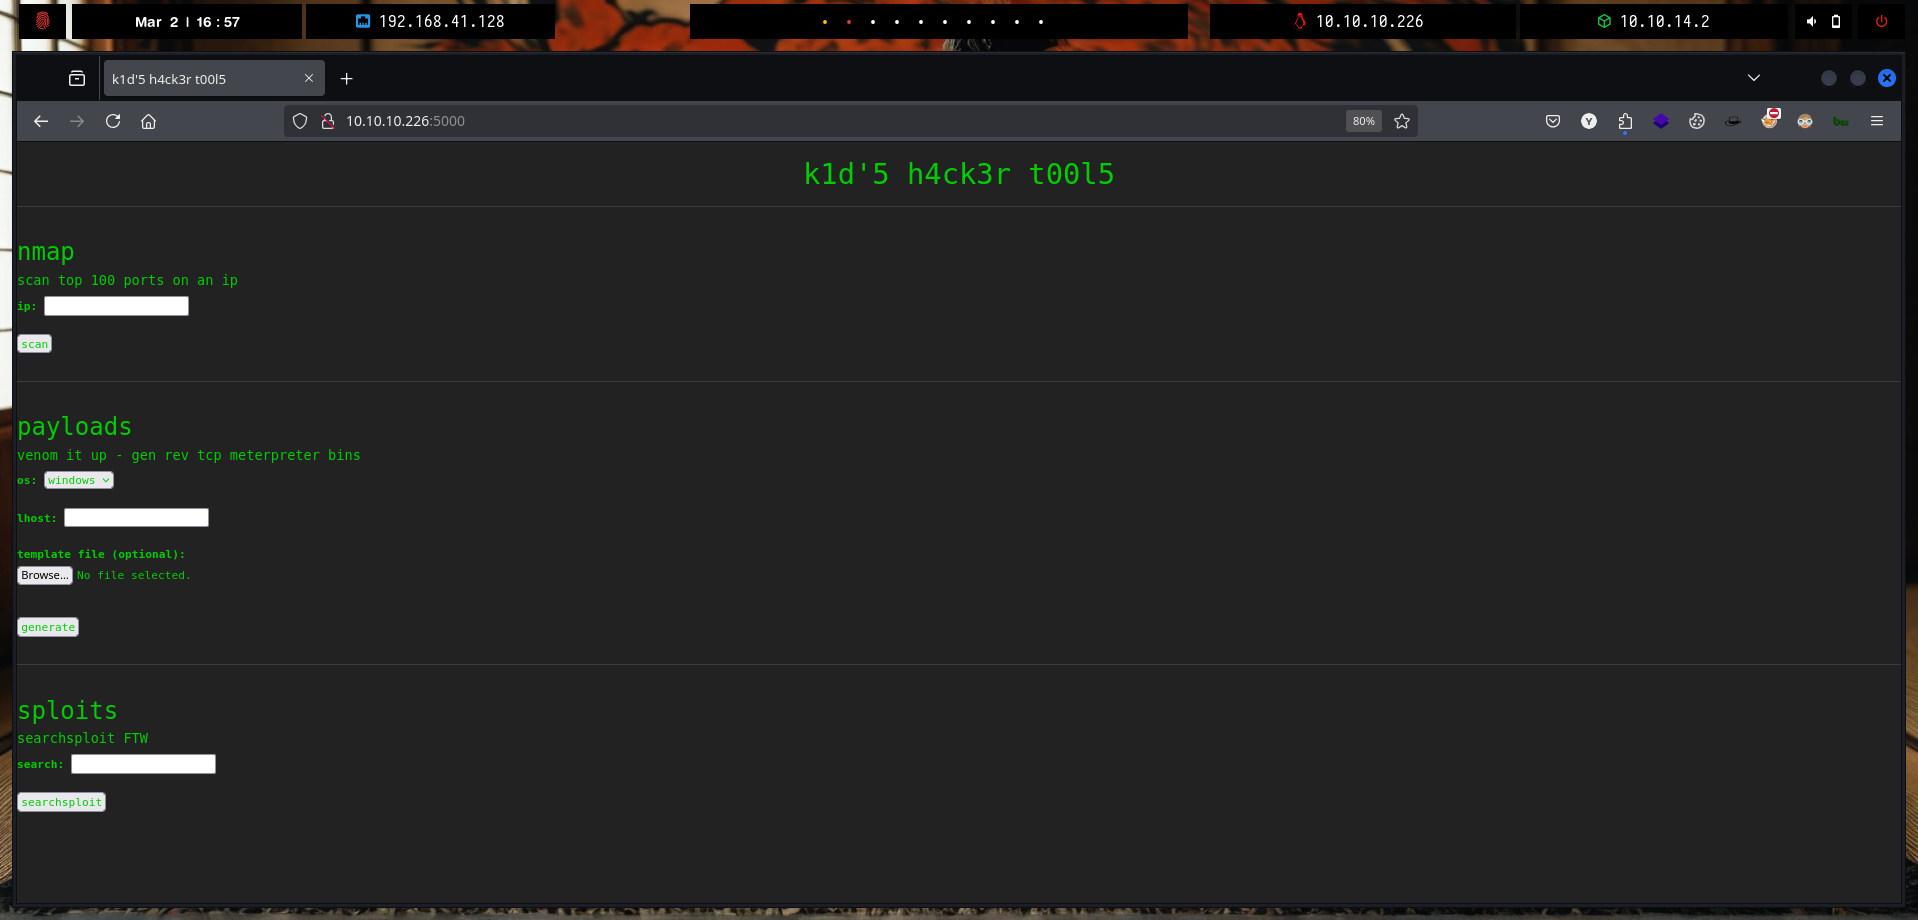 Mar 2 | 16 : 57
192.168.41.128
10.10.10.226
10.10.14.2
k1d'5 h4ck3r t00l5
10.10.10.226:5000
80%
Y
bw
k1d'5 h4ck3r t00l5
nmap
scan top 100 ports on an ip
ip:
scan
payloads
venom it up - gen rev tcp meterpreter bins
os: windows
lhost:
template file (optional):
Browse... No file selected.
generate
sploits
searchsploit FTW
search:
searchsploit